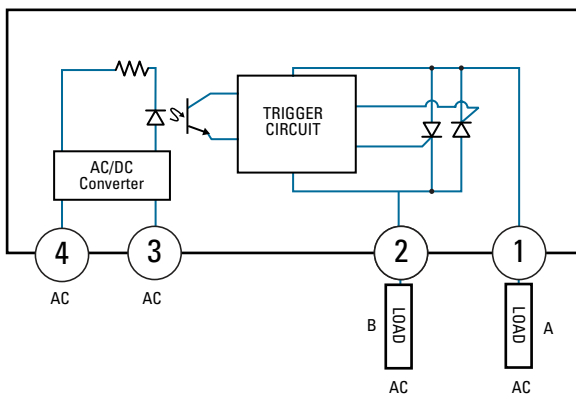 TRIGGER
CIRCUIT
AC/DC
Converter
4
3
2
1
AC
AC
B
LOAD
LOAD
A
AC
AC